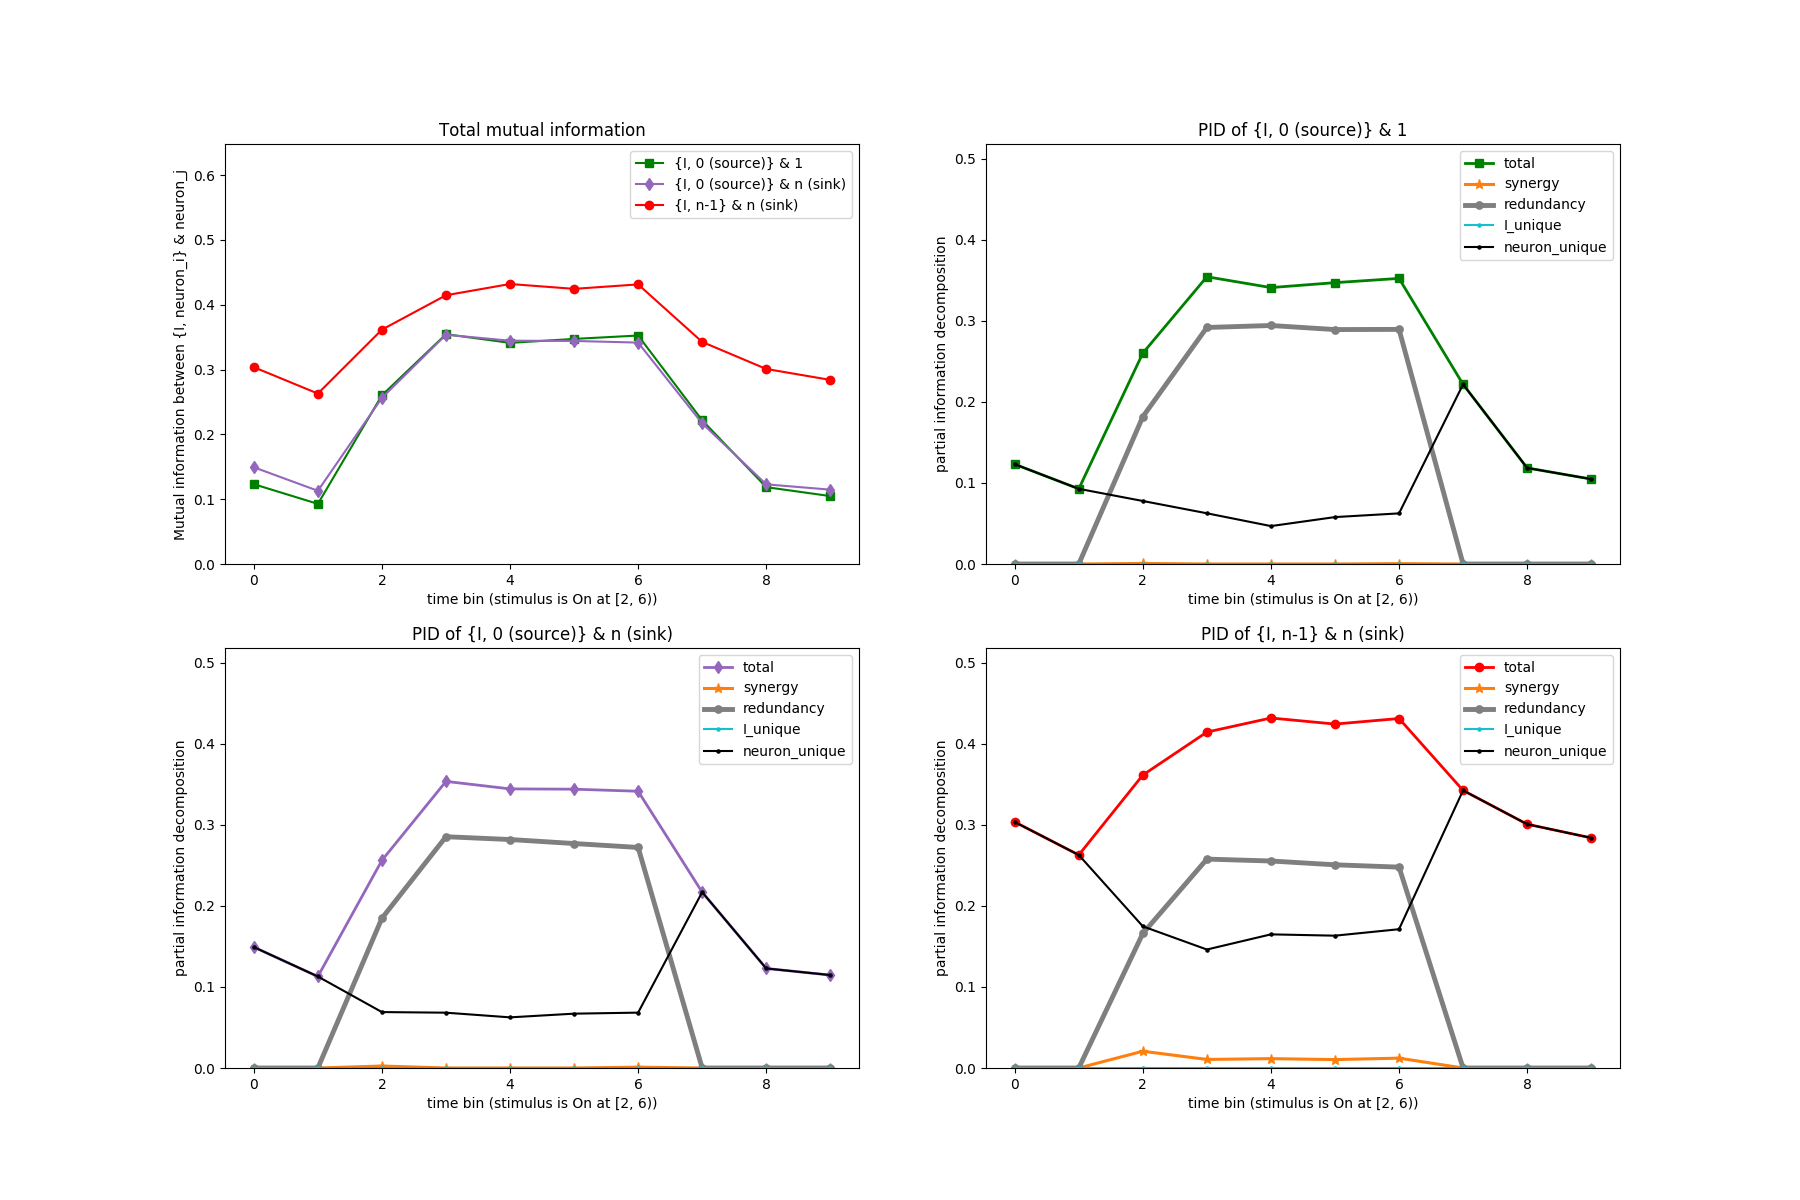 Total mutual information
Mutual information between {I, neuron_i} & neuron_j
0.6
0.5
0.4
0.3
0.2
0.1
0.0
{I, 0 (source)} & 1
{I, 0 (source)} & n (sink)
{I, n-1} & n (sink)
0 2 4 6 8
time bin (stimulus is On at [2, 6))
PID of {I, 0 (source)} & 1
partial information decomposition
0.5
0.4
0.3
0.2
0.1
0.0
total
synergy
redundancy
I_unique
neuron_unique
0 2 4 6 8
time bin (stimulus is On at [2, 6))
PID of {I, 0 (source)} & n (sink)
partial information decomposition
0.5
0.4
0.3
0.2
0.1
0.0
total
synergy
redundancy
I_unique
neuron_unique
0 2 4 6 8
time bin (stimulus is On at [2, 6))
PID of {I, n-1} & n (sink)
partial information decomposition
0.5
0.4
0.3
0.2
0.1
0.0
total
synergy
redundancy
I_unique
neuron_unique
0 2 4 6 8
time bin (stimulus is On at [2, 6))